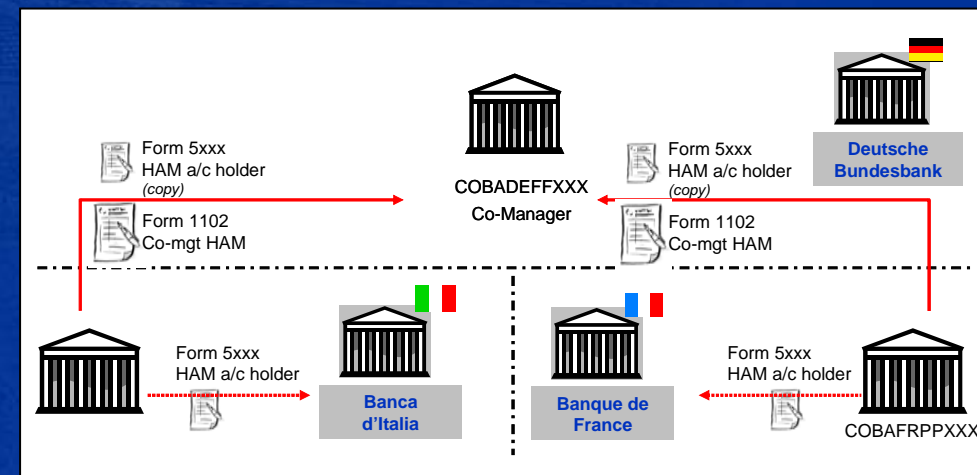 Form 5xxx
HAM a/c holder
(copy)
Form 1102
Co-mgt HAM
COBADEFFXXX
Co-Manager
Form 5xxx
HAM a/c holder
(copy)
Form 1102
Co-mgt HAM
Deutsche
Bundesbank
Form 5xxx
HAM a/c holder
Banca
d’Italia
Banque de
France
Form 5xxx
HAM a/c holder
COBAFRPPXXX